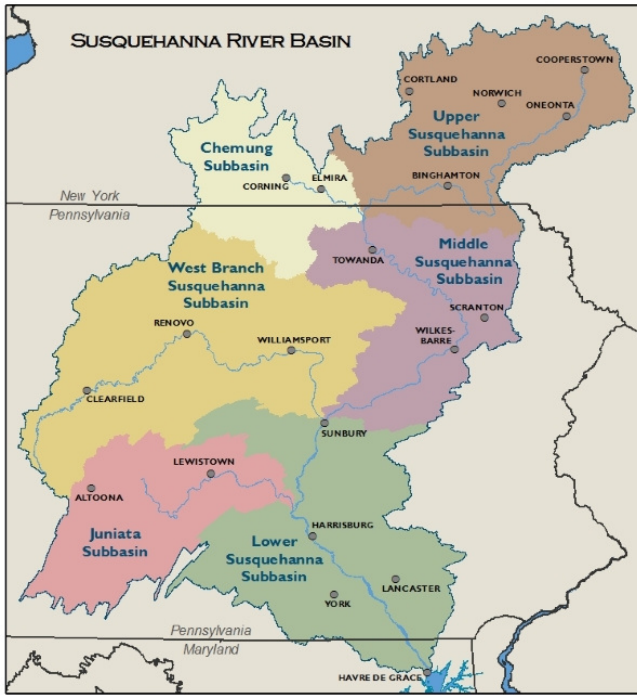 SUSQUEHANNA RIVER BASIN
COOPERSTOWN
CORTLAND
NORWICH
ONEONTA
Upper
Susquehanna
Subbasin
Chemung
Subbasin
CORNING
ELMIRA
BINGHAMTON
New York
Pennsylvania
TOWANDA
Middle
Susquehanna
Subbasin
West Branch
Susquehanna
Subbasin
SCRANTON
RENOVO
WILLIAMSPORT
WILKES-
BARRE
CLEARFIELD
SUNBURY
LEWISTOWN
ALTOONA
Juniata
Subbasin
HARRISBURG
Lower
Susquehanna
Subbasin
LANCASTER
YORK
Pennsylvania
Maryland
HAVRE DE GRACE